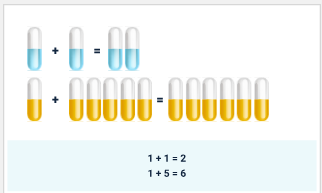 + =
+ =
1 + 1 = 2
1 + 5 = 6